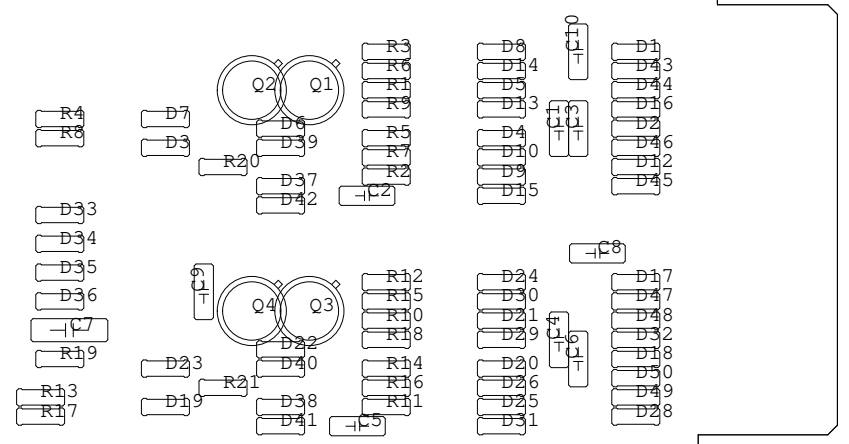 C10
R3 D8 D1
R6 D14 D43
Q2 Q1 R1 D5 D44
R9 D13 D16
R4 D7 C1 C3
D6 D2
R8 R5 D4
D3 D39 D46
R7 D10
R20 D12
R2 D9
D37 D45
C2 D15
D42
D33
D34
C8
D35 R12 D24 D17
C9
D36 R15 D30 D47
Q4 Q3
R10 D21 D48
C7 C4
R18 D29 D32
D22 C6
R19 D18
D23 D40 R14 D20
D50
R21 R16 D26
R13 D49
D19 D38 R11 D25
R17 D28
D41 C5 D31